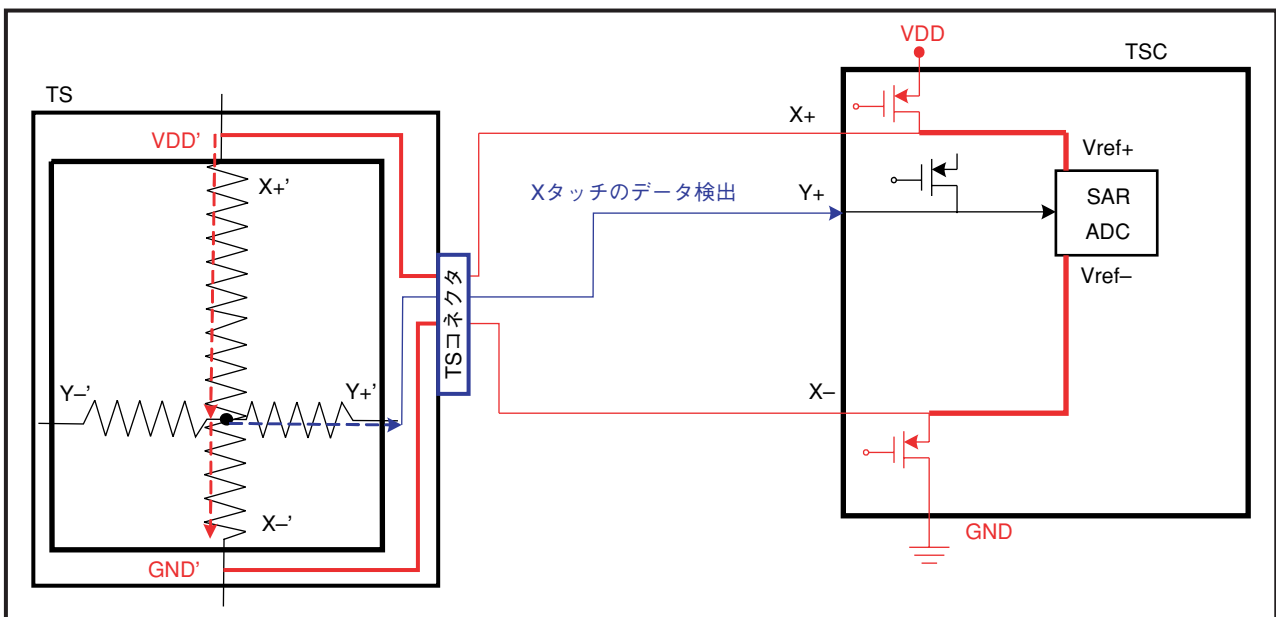 VDD
TSC
TS
VDD'
X+
X+'
Vref+
Xタッチのデータ検出
Y+
SAR
ADC
Vref–
TSコネクタ
Y–'
Y+'
X–
X–'
GND
GND'